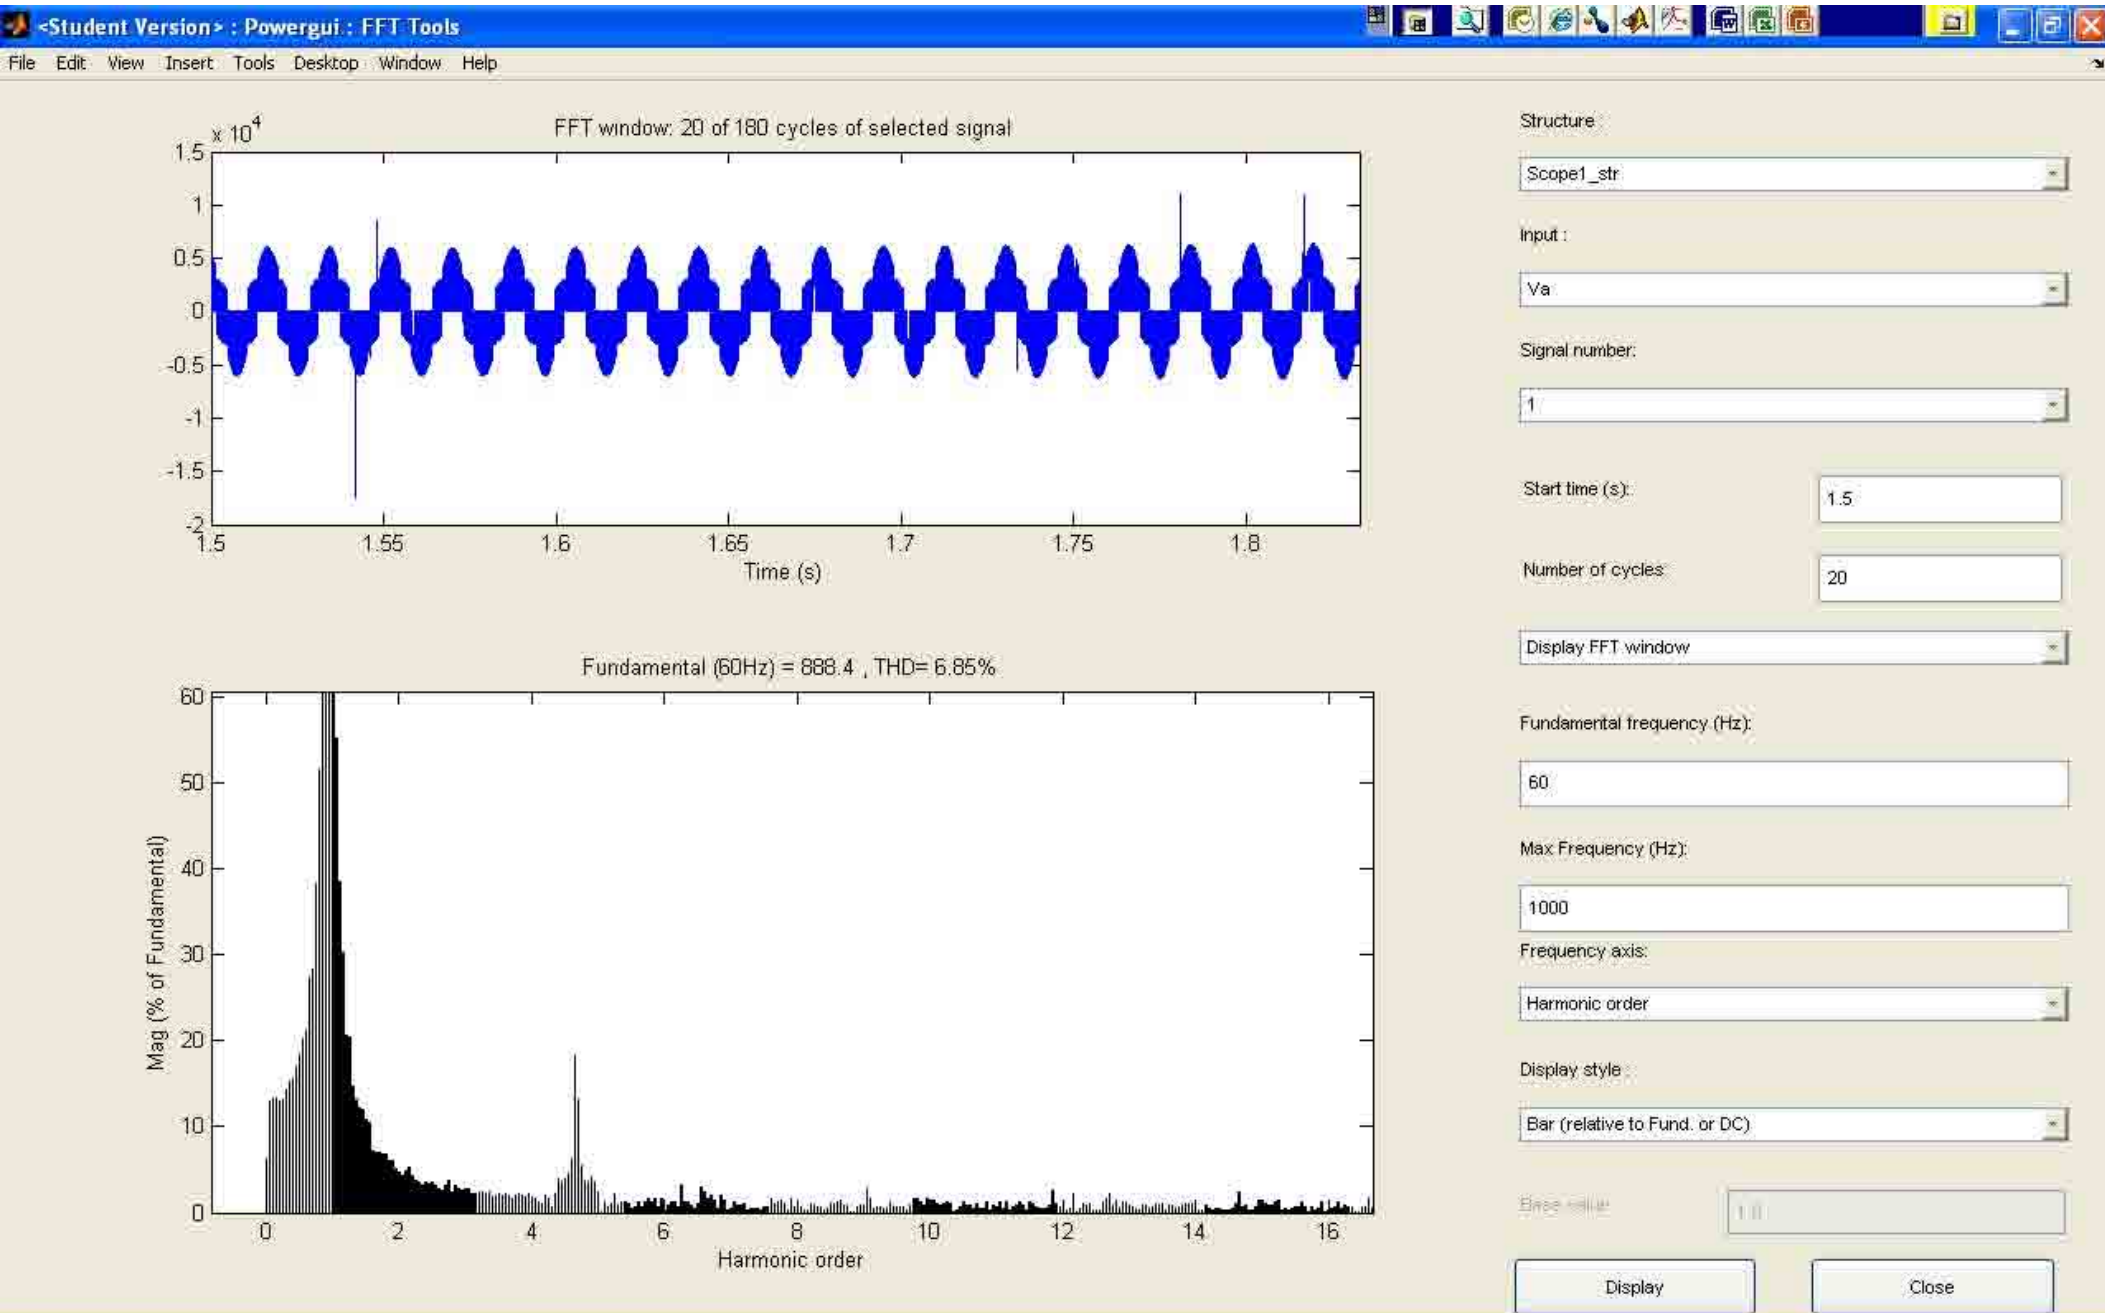 <Student Version> : Powergui : FFT Tools
File Edit View Insert Tools Desktop Window Help
x 10^4
FFT window: 20 of 180 cycles of selected signal
1.5
1
0.5
0
-0.5
-1
-1.5
-2
1.5 1.55 1.6 1.65 1.7 1.75 1.8
Time (s)
Fundamental (60Hz) = 888.4 , THD= 6.85%
60
50
40
30
20
10
0
Mag (% of Fundamental)
0 2 4 6 8 10 12 14 16
Harmonic order
Structure :
Scope1_str
Input :
Va
Signal number:
1
Start time (s): 1.5
Number of cycles: 20
Display FFT window
Fundamental frequency (Hz):
60
Max Frequency (Hz):
1000
Frequency axis:
Harmonic order
Display style :
Bar (relative to Fund. or DC)
Base value: 1.0
Display Close